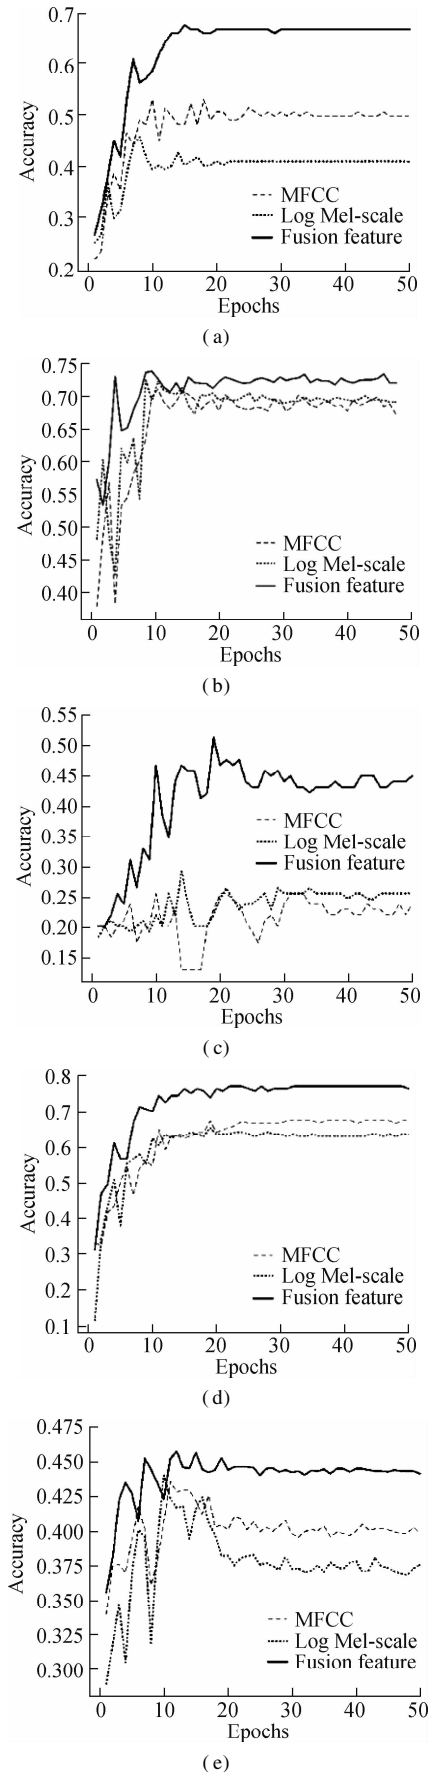 0.7
0.6
0.5
0.4
0.3
0.2
Accuracy
MFCC
Log Mel-scale
Fusion feature
0 10 20 30 40 50
Epochs
(a)
0.75
0.70
0.65
0.60
0.55
0.50
0.45
0.40
Accuracy
MFCC
Log Mel-scale
Fusion feature
0 10 20 30 40 50
Epochs
(b)
0.55
0.50
0.45
0.40
0.35
0.30
0.25
0.20
0.15
Accuracy
MFCC
Log Mel-scale
Fusion feature
0 10 20 30 40 50
Epochs
(c)
0.8
0.7
0.6
0.5
0.4
0.3
0.2
0.1
Accuracy
MFCC
Log Mel-scale
Fusion feature
0 10 20 30 40 50
Epochs
(d)
0.475
0.450
0.425
0.400
0.375
0.350
0.325
0.300
Accuracy
MFCC
Log Mel-scale
Fusion feature
0 10 20 30 40 50
Epochs
(e)